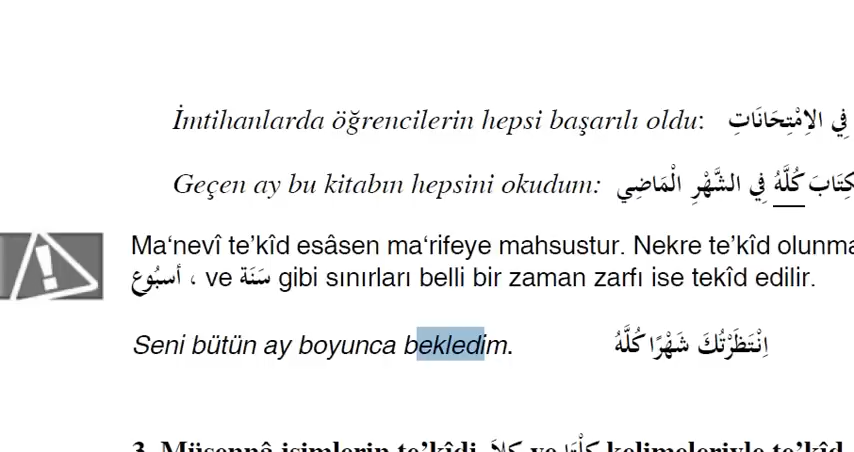 İmtihanlarda öğrencilerin hepsi başarılı oldu: فِي الاِمْتِحَانَاتِ
Geçen ay bu kitabın hepsini okudum: كِتَابَ كُلَّهُ فِي الشَّهْرِ الْمَاضِي
Ma‘nevî te’kîd esâsen ma‘rifeye mahsustur. Nekre te’kîd olunma
أسبُوع ، ve سَنَة gibi sınırları belli bir zaman zarfı ise tekîd edilir.
Seni bütün ay boyunca bekledim. اِنْتَظَرْتُكَ شَهْرًا كُلَّهُ
3. Müsennâ isimlerin te’kîdi كِلاَ ve كِلْتَا kelimeleriyle te’kîd